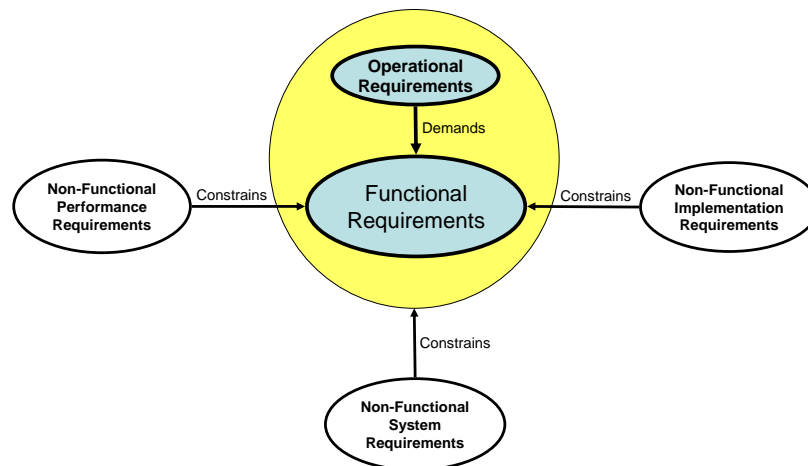 Operational
Requirements
Demands
Functional
Requirements
Non-Functional
Performance
Requirements
Constrains
Constrains
Non-Functional
Implementation
Requirements
Constrains
Non-Functional
System
Requirements